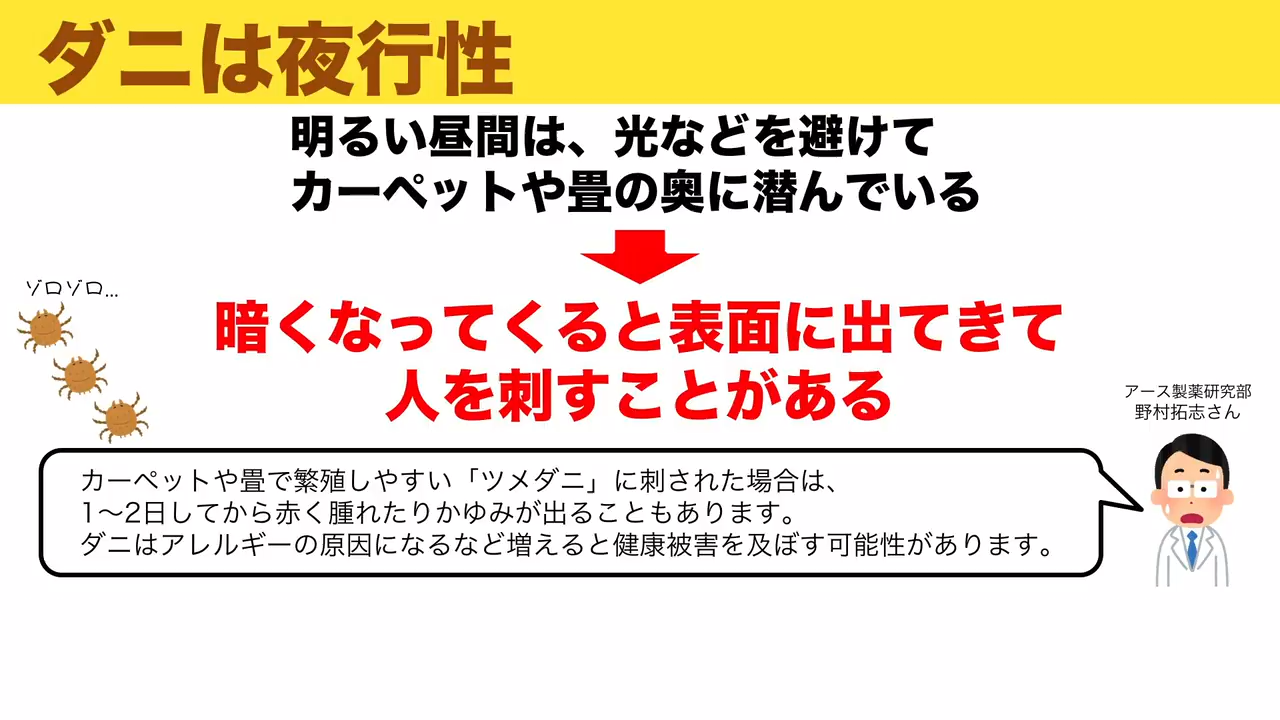 ダニは夜行性
明るい昼間は、光などを避けて
カーペットや畳の奥に潜んでいる
ゾロゾロ...
暗くなってくると表面に出てきて
人を刺すことがある
アース製薬研究部
野村拓志さん
カーペットや畳で繁殖しやすい「ツメダニ」に刺された場合は、
1〜2日してから赤く腫れたりかゆみが出ることもあります。
ダニはアレルギーの原因になるなど増えると健康被害を及ぼす可能性があります。